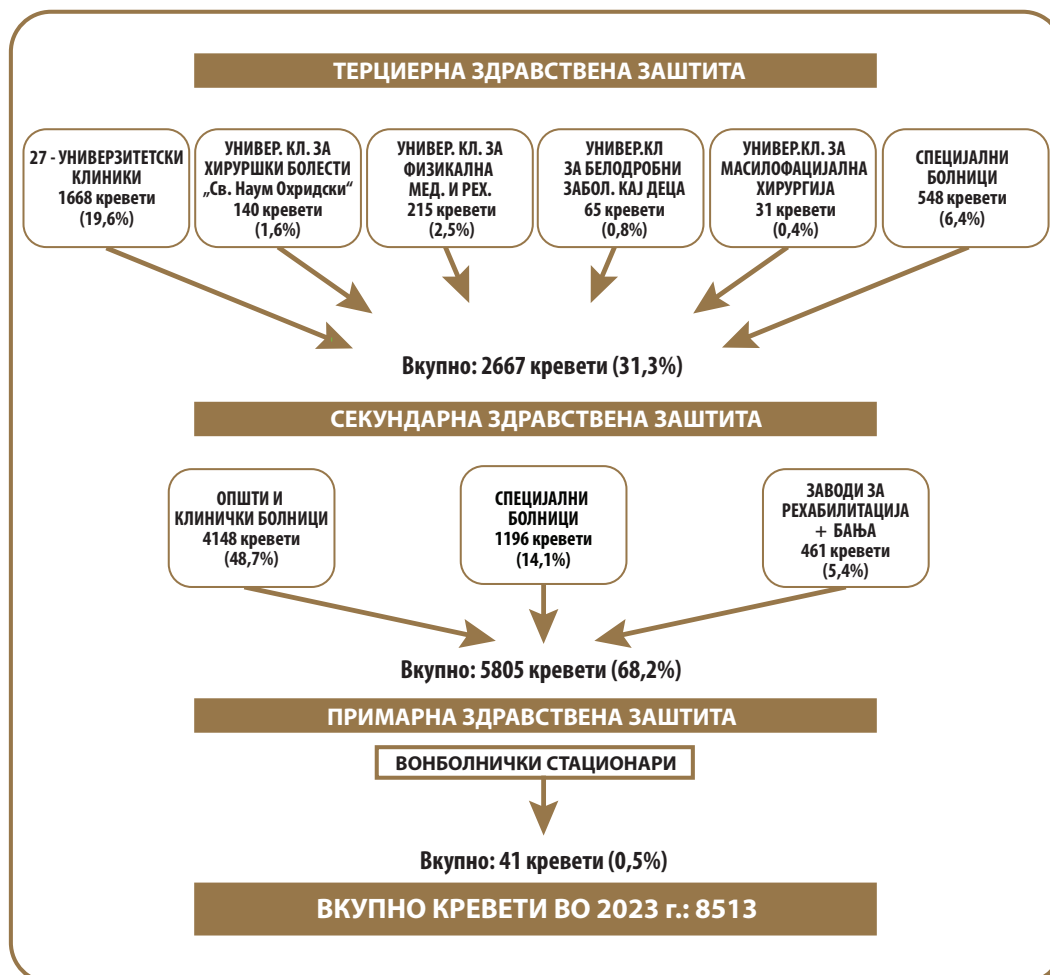 ТЕРЦИЕРНА ЗДРАВСТВЕНА ЗАШТИТА
27 - УНИВЕРЗИТЕТСКИ
КЛИНИКИ
1668 кревети
(19,6%)
УНИВЕР. КЛ. ЗА
ХИРУРШКИ БОЛЕСТИ
„Св. Наум Охридски“
140 кревети
(1,6%)
УНИВЕР. КЛ. ЗА
ФИЗИКАЛНА
МЕД. И РЕХ.
215 кревети
(2,5%)
УНИВЕР.КЛ
ЗА БЕЛОДРОБНИ
ЗАБОЛ. КАЈ ДЕЦА
65 кревети
(0,8%)
УНИВЕР.КЛ. ЗА
МАСИЛОФАЦИЈАЛНА
ХИРУРГИЈА
31 кревети
(0,4%)
СПЕЦИЈАЛНИ
БОЛНИЦИ
548 кревети
(6,4%)
Вкупно: 2667 кревети (31,3%)
СЕКУНДАРНА ЗДРАВСТВЕНА ЗАШТИТА
ОПШТИ И
КЛИНИЧКИ БОЛНИЦИ
4148 кревети
(48,7%)
СПЕЦИЈАЛНИ
БОЛНИЦИ
1196 кревети
(14,1%)
ЗАВОДИ ЗА
РЕХАБИЛИТАЦИЈА
+ БАЊА
461 кревети
(5,4%)
Вкупно: 5805 кревети (68,2%)
ПРИМАРНА ЗДРАВСТВЕНА ЗАШТИТА
ВОНБОЛНИЧКИ СТАЦИОНАРИ
Вкупно: 41 кревети (0,5%)
ВКУПНО КРЕВЕТИ ВО 2023 г.: 8513